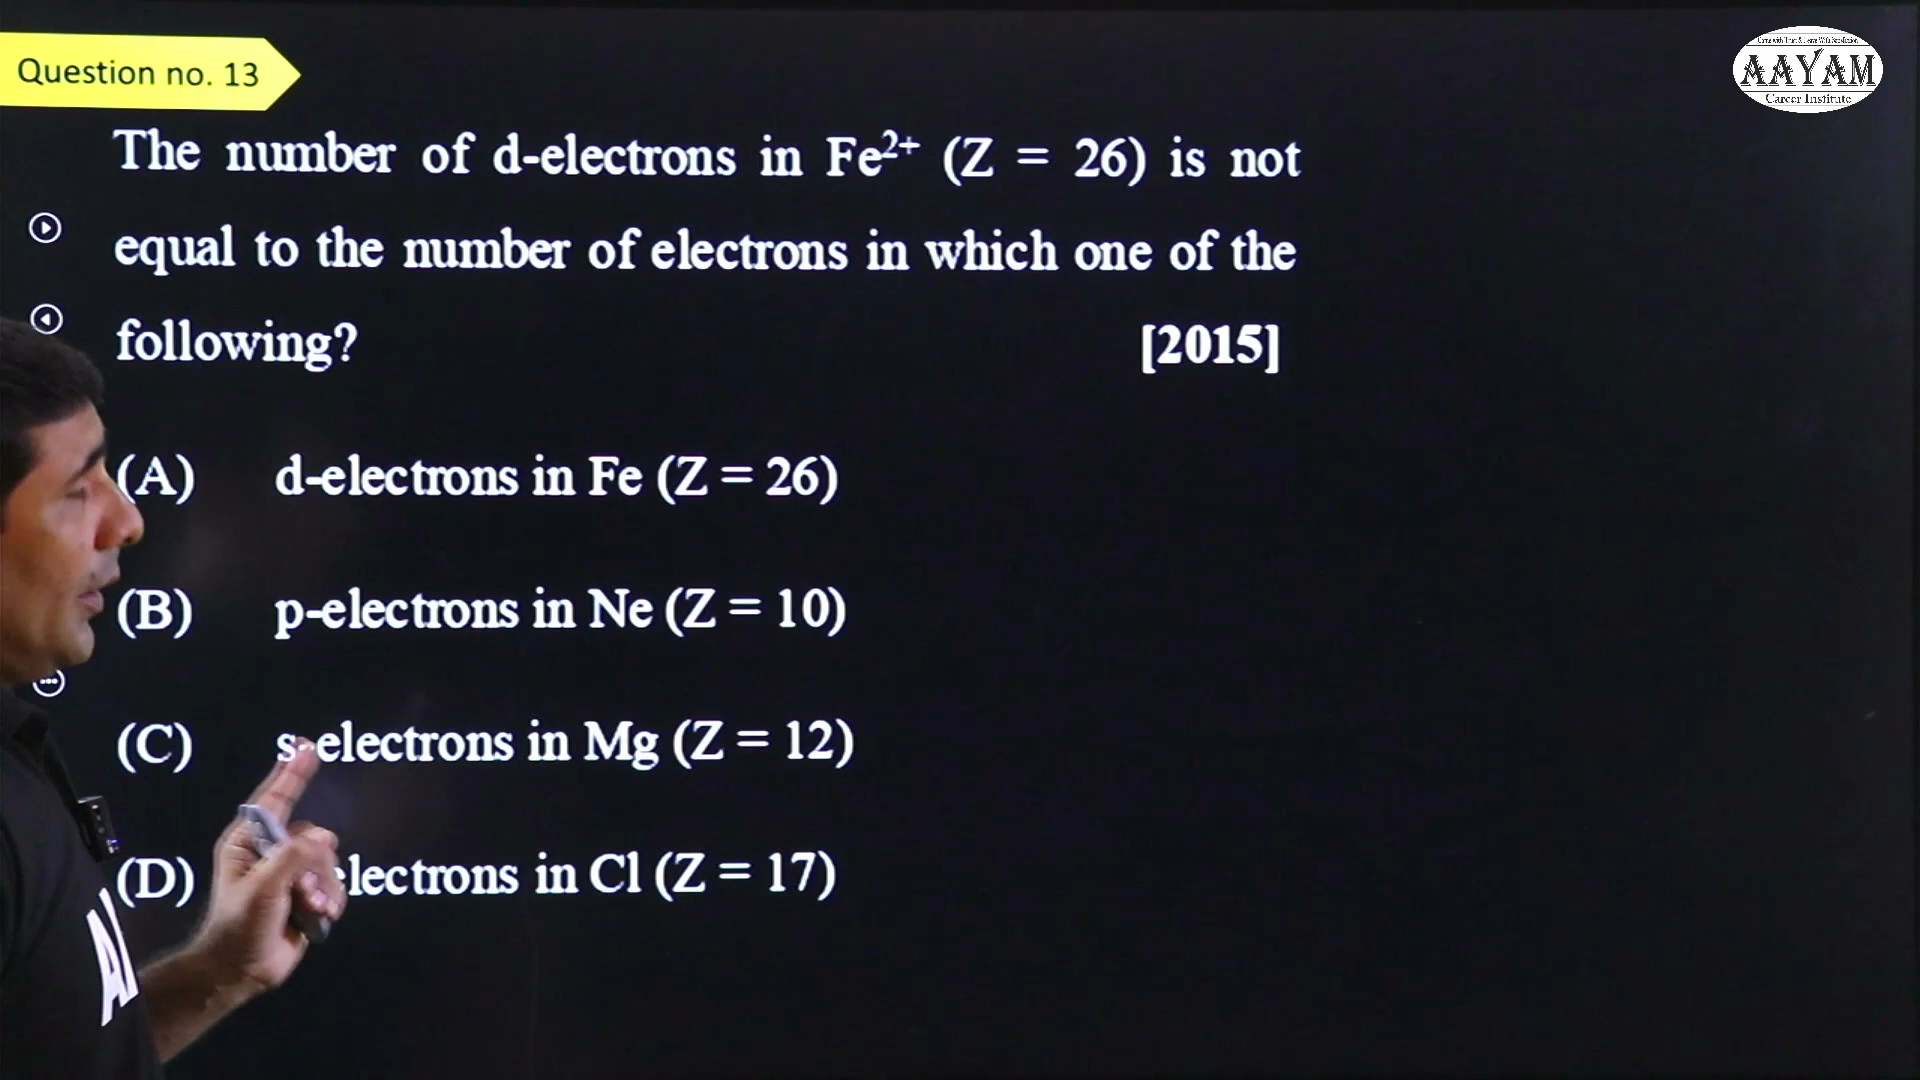 Question no. 13
AAYAM
Career Institute
The number of d-electrons in Fe²⁺ (Z = 26) is not
equal to the number of electrons in which one of the
following? [2015]
(A) d-electrons in Fe (Z = 26)
(B) p-electrons in Ne (Z = 10)
(C) s-electrons in Mg (Z = 12)
(D) electrons in Cl (Z = 17)